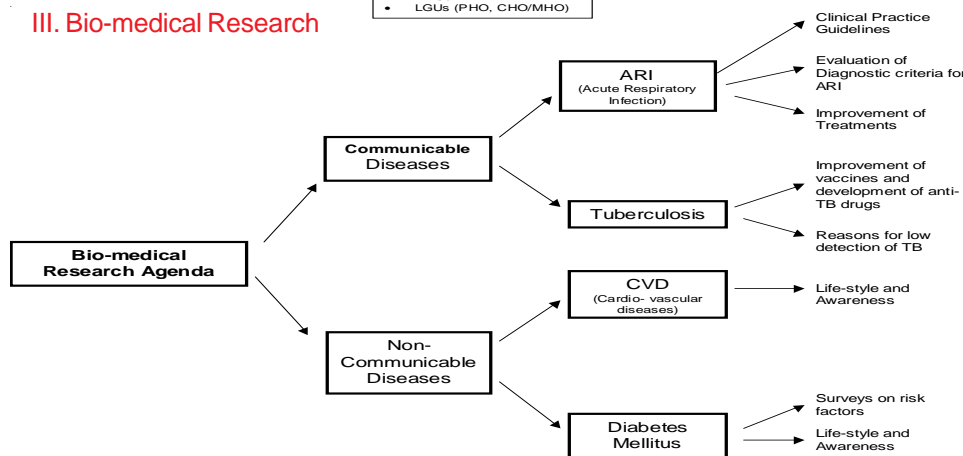 • LGUs (PHO, CHO/MHO)
III. Bio-medical Research
Clinical Practice
Guidelines
ARI
(Acute Respiratory
Infection)
Evaluation of
Diagnostic criteria for
ARI
Improvement of
Treatments
Communicable
Diseases
Improvement of
vaccines and
development of anti-
TB drugs
Tuberculosis
Reasons for low
detection of TB
Bio-medical
Research Agenda
CVD
(Cardio- vascular
diseases)
Life-style and
Awareness
Non-
Communicable
Diseases
Surveys on risk
factors
Diabetes
Mellitus
Life-style and
Awareness